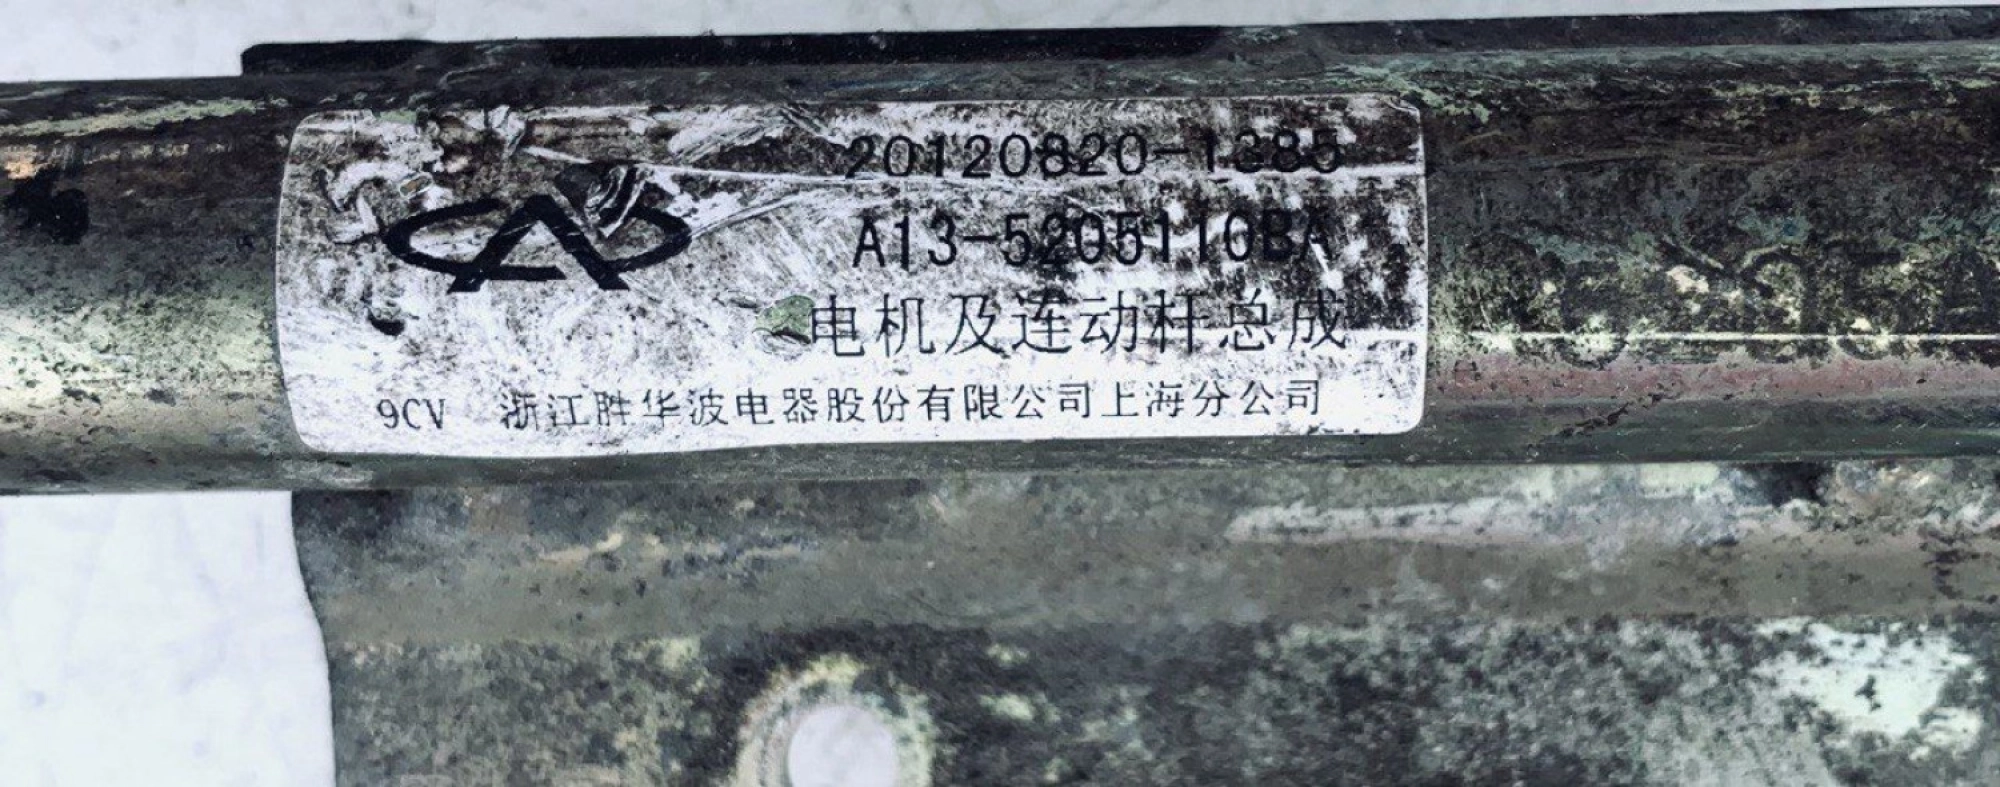 20120820-1385
A13-5205110BA
电机及连动杆总成
9CV 浙江胜华波电器股份有限公司上海分公司